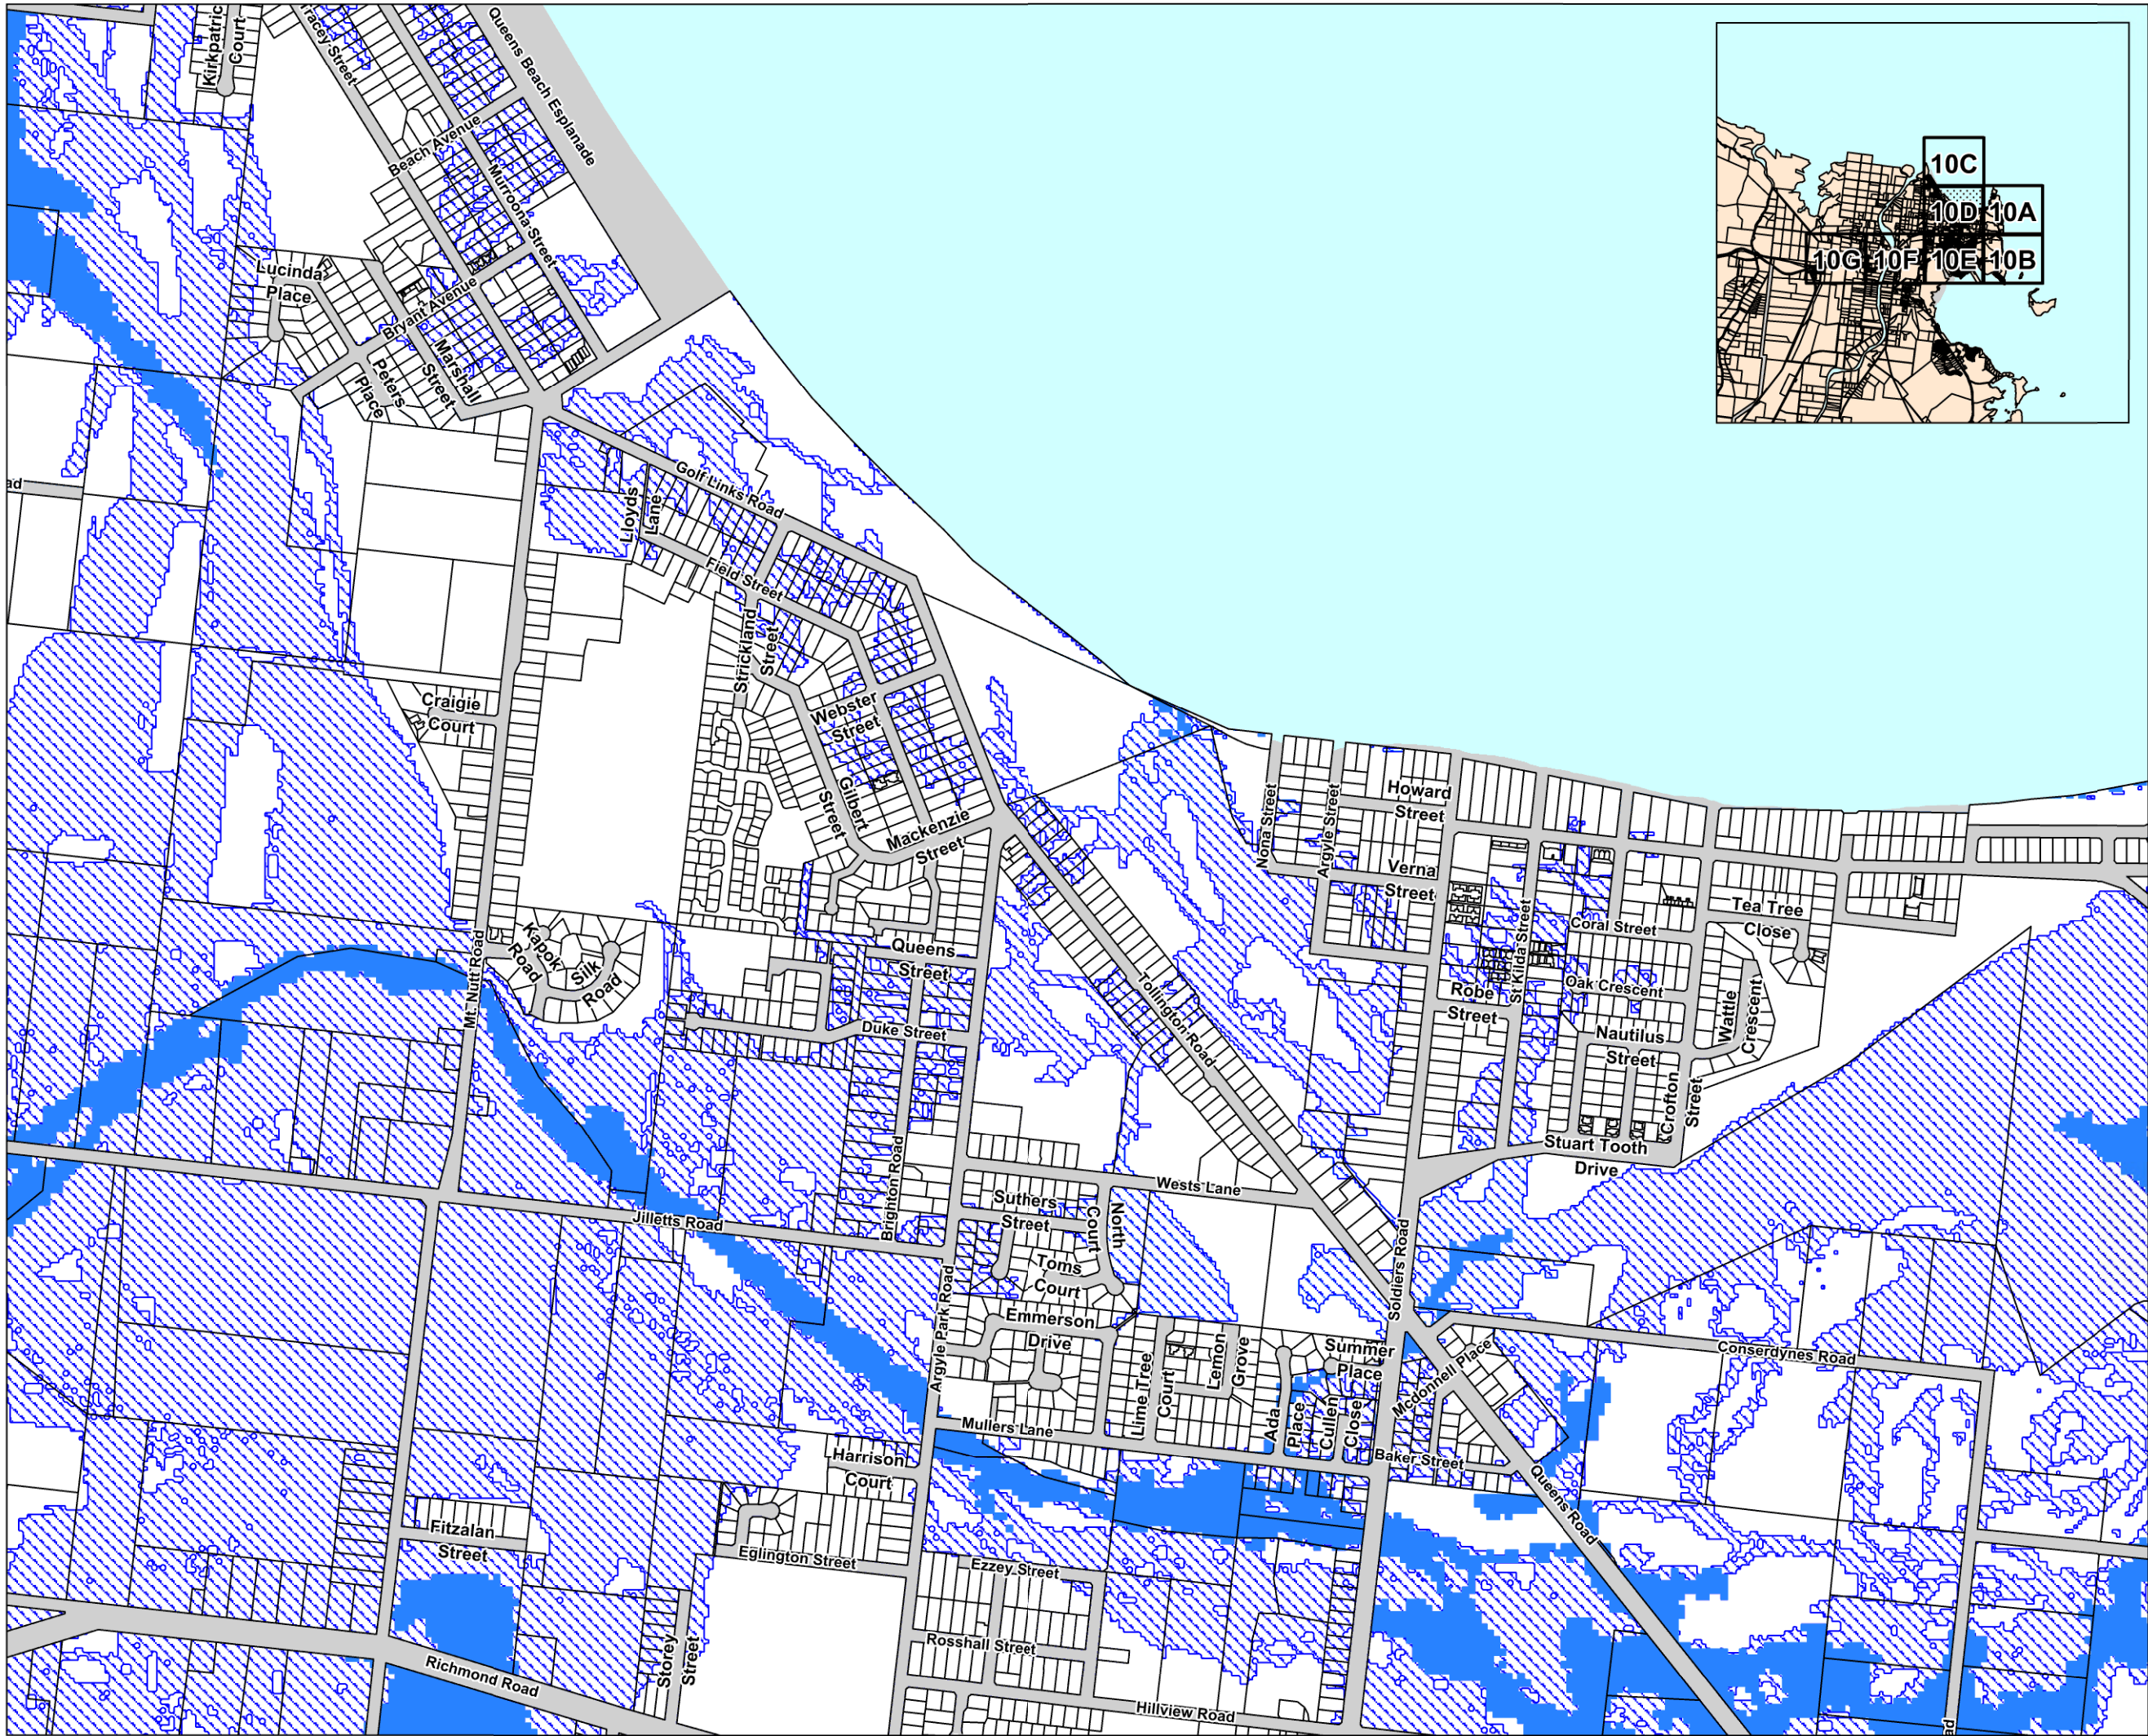 Kirkpatric
Court
Tracey Street
Queens Beach Esplanade
Beach Avenue
Murroona Street
10C
10D
10A
10G
10F
10E
10B
Lucinda
Place
Bryant Avenue
Marshall
Street
Peters
Place
ad
Golf Links Road
Lloyds
Lane
Field Street
Strickland
Street
Craigie
Court
Webster
Street
Gilbert
Street
Mackenzie
Street
Howard
Street
Nona Street
Argyle Street
Verna
Street
Tea Tree
Close
Coral Street
St Kilda Street
Kapok
Road
Silk
Road
Mt. Nutt Road
Queens
Street
Tollington Road
Oak Crescent
Robe
Street
Wattle
Crescent
Duke Street
Nautilus
Street
Crofton
Street
Stuart Tooth
Drive
Brighton Road
Wests Lane
Suthers
Street
North
Court
Jilletts Road
Toms
Court
Soldiers Road
Argyle Park Road
Emmerson
Drive
Summer
Place
Conserdynes Road
Mcdonnell Place
Lime Tree
Court
Lemon
Grove
Ada
Place
Cullen
Close
Mullers Lane
Baker Street
Harrison
Court
Queens Road
Fitzalan
Street
Eglington Street
Ezzey Street
Storey
Street
Rosshall Street
Richmond Road
Hillview Road
ad